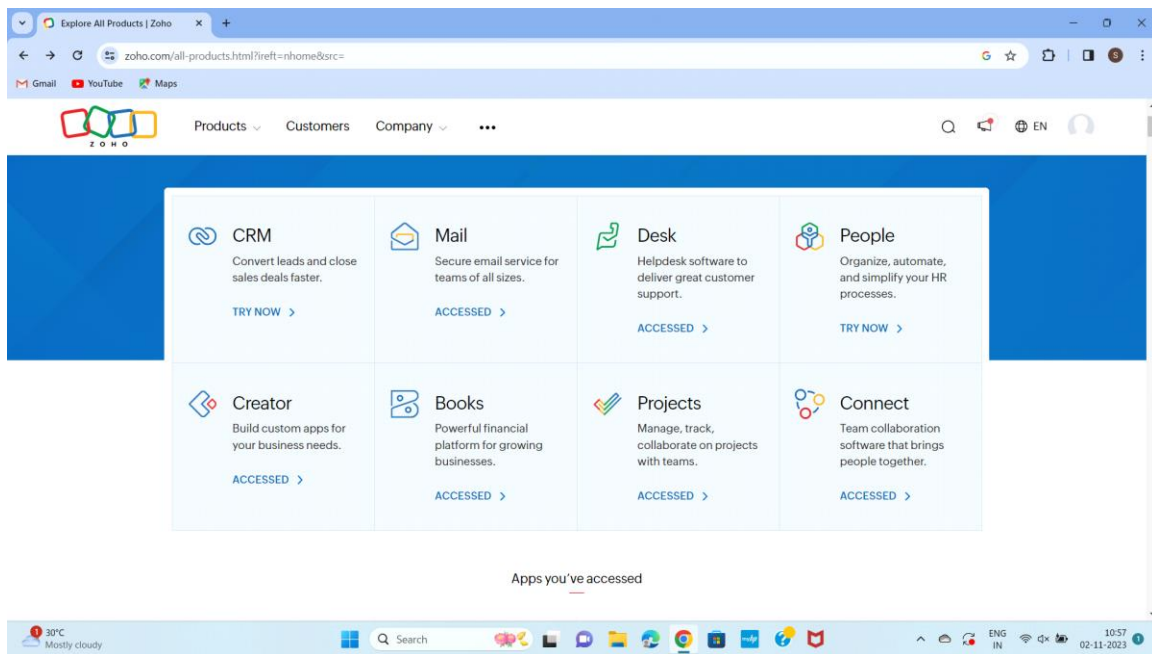 Explore All Products | Zoho
zoho.com/all-products.html?ireft=nhome&src=
Gmail YouTube Maps
ZOHO
Products Customers Company
EN
CRM
Convert leads and close
sales deals faster.
TRY NOW >
Mail
Secure email service for
teams of all sizes.
ACCESSED >
Desk
Helpdesk software to
deliver great customer
support.
ACCESSED >
People
Organize, automate,
and simplify your HR
processes.
TRY NOW >
Creator
Build custom apps for
your business needs.
ACCESSED >
Books
Powerful financial
platform for growing
businesses.
ACCESSED >
Projects
Manage, track,
collaborate on projects
with teams.
ACCESSED >
Connect
Team collaboration
software that brings
people together.
ACCESSED >
Apps you've accessed
1
30°C
Mostly cloudy
Search
ENG
IN
10:57
02-11-2023
1